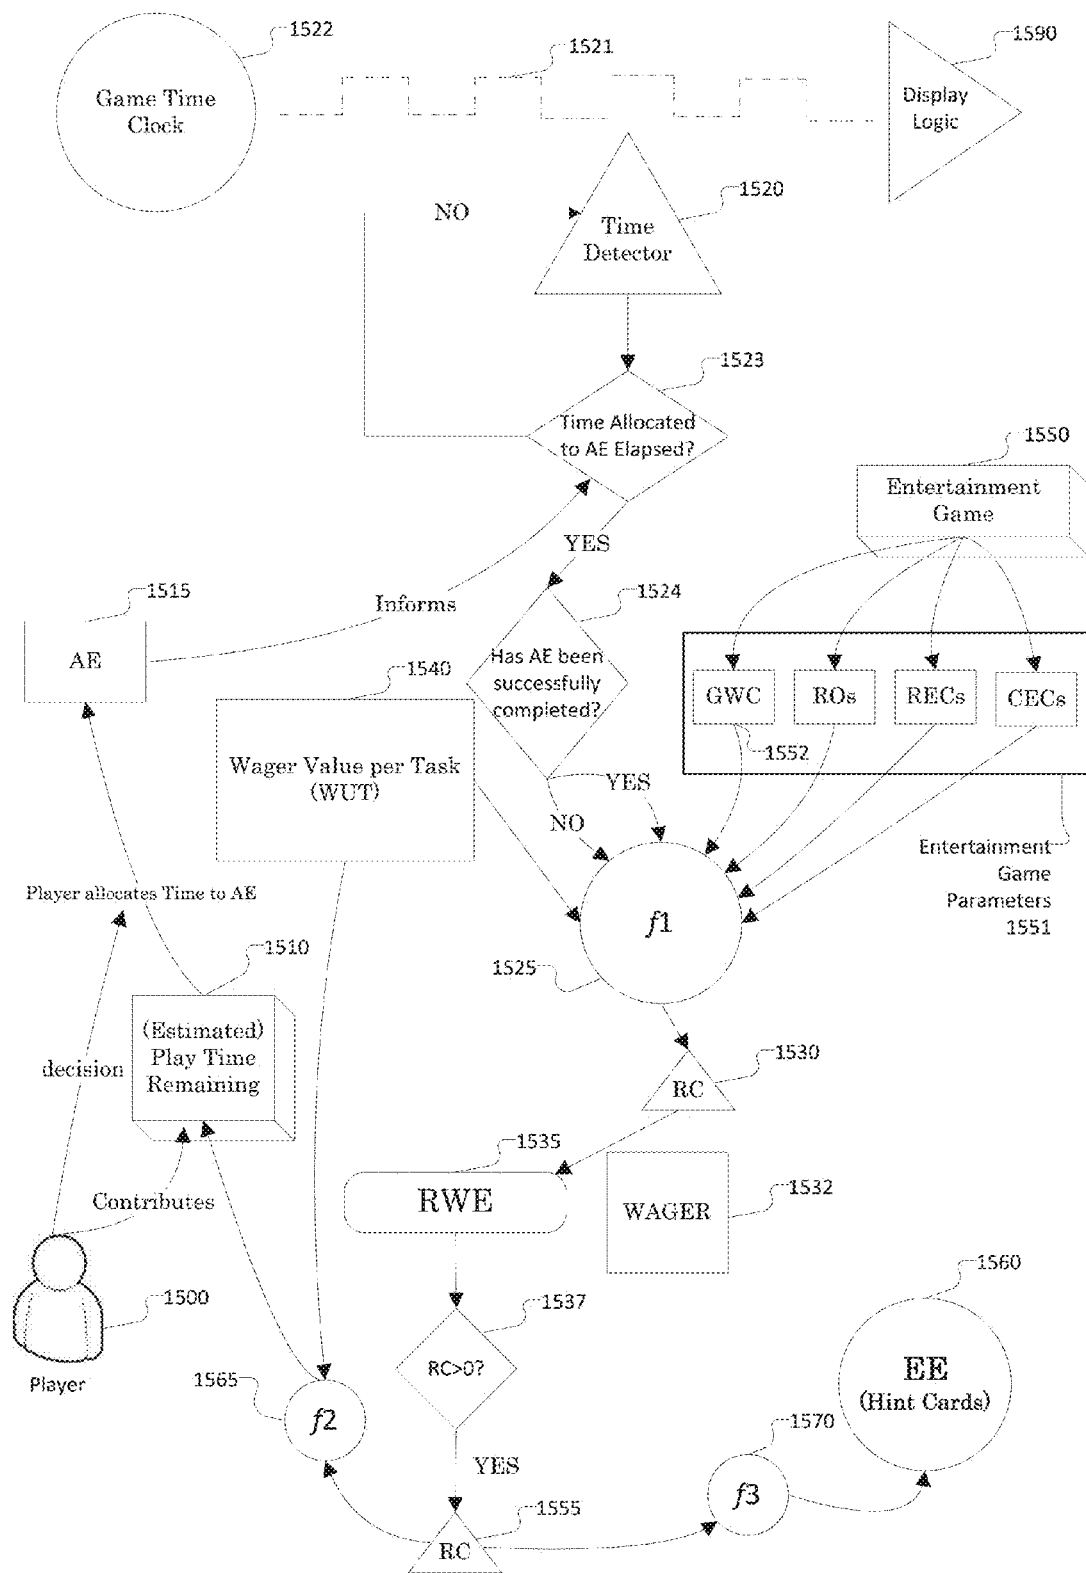 1522
1521
1590
Game Time
Clock
Display
Logic
NO
1520
Time
Detector
1523
Time Allocated
to AE Elapsed?
1550
Entertainment
Game
YES
1515
Informs
1524
AE
1540
Has AE been
successfully
completed?
GWC
ROs
RECs
CECs
1552
Wager Value per Task
(WUT)
YES
NO
Entertainment
Game
Parameters
1551
Player allocates Time to AE
f1
1510
1525
(Estimated)
Play Time
Remaining
decision
1530
RC
1535
Contributes
RWE
WAGER
1532
1500
Player
1537
1560
RC>0?
EE
(Hint Cards)
1565
f2
1570
YES
f3
1555
RC